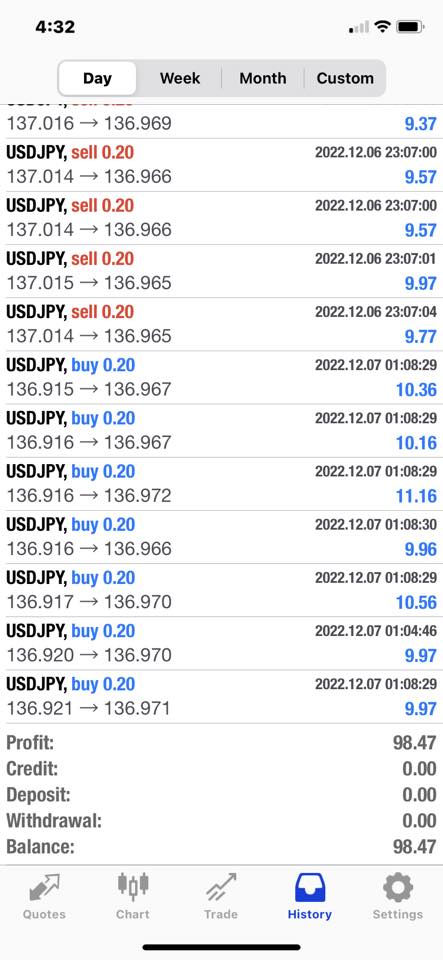 4:32
Day Week Month Custom
137.016 → 136.969 9.37
USDJPY, sell 0.20 2022.12.06 23:07:00
137.014 → 136.966 9.57
USDJPY, sell 0.20 2022.12.06 23:07:00
137.014 → 136.966 9.57
USDJPY, sell 0.20 2022.12.06 23:07:01
137.015 → 136.965 9.97
USDJPY, sell 0.20 2022.12.06 23:07:04
137.014 → 136.965 9.77
USDJPY, buy 0.20 2022.12.07 01:08:29
136.915 → 136.967 10.36
USDJPY, buy 0.20 2022.12.07 01:08:29
136.916 → 136.967 10.16
USDJPY, buy 0.20 2022.12.07 01:08:29
136.916 → 136.972 11.16
USDJPY, buy 0.20 2022.12.07 01:08:30
136.916 → 136.966 9.96
USDJPY, buy 0.20 2022.12.07 01:08:29
136.917 → 136.970 10.56
USDJPY, buy 0.20 2022.12.07 01:04:46
136.920 → 136.970 9.97
USDJPY, buy 0.20 2022.12.07 01:08:29
136.921 → 136.971 9.97
Profit: 98.47
Credit: 0.00
Deposit: 0.00
Withdrawal: 0.00
Balance: 98.47
Quotes Chart Trade History Settings